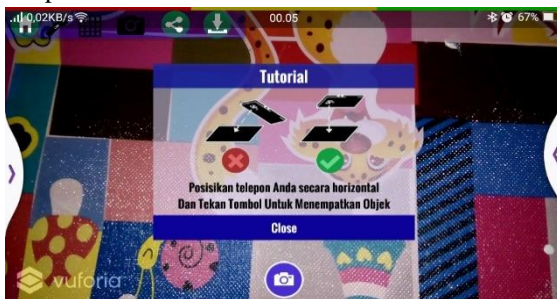 0,02KB/s
00.05
67%
Tutorial
Posisikan telepon Anda secara horizontal
Dan Tekan Tombol Untuk Menempatkan Objek
Close
vuforia